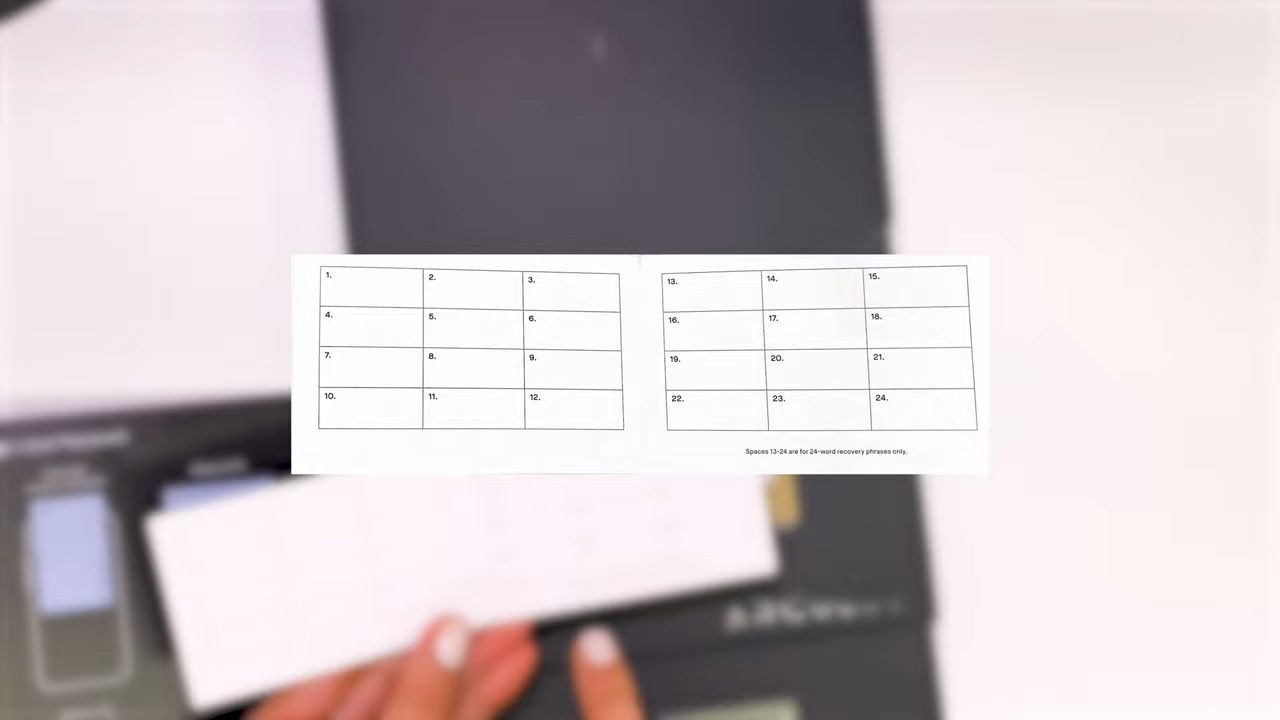 1. 2. 3.
4. 5. 6.
7. 8. 9.
10. 11. 12.
13. 14. 15.
16. 17. 18.
19. 20. 21.
22. 23. 24.
Spaces 13-24 are for 24-word recovery phrases only.